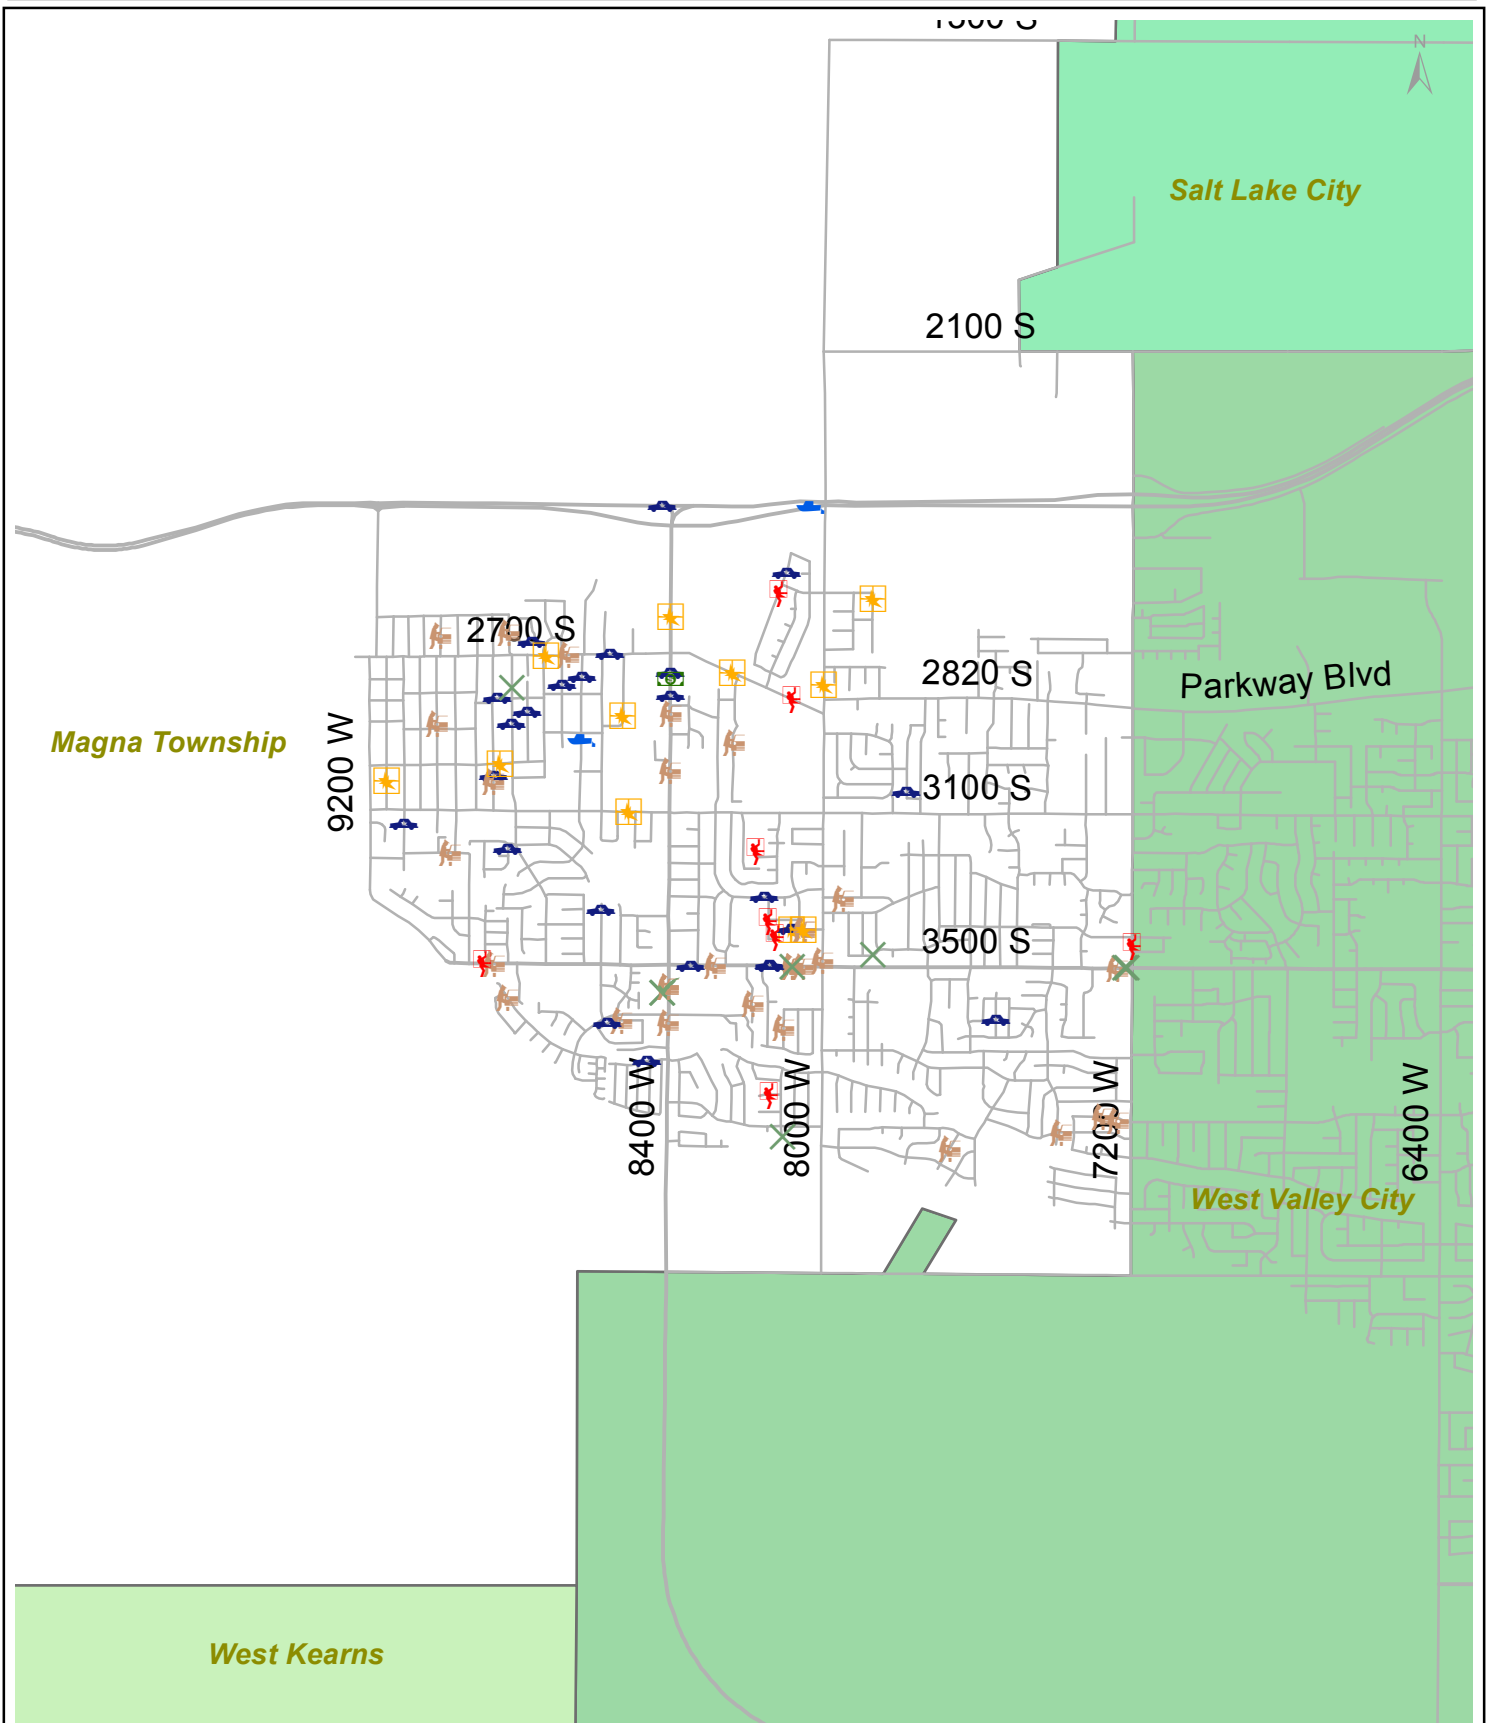 N
Salt Lake City
2100 S
2700 S
2820 S
Parkway Blvd
Magna Township
9200 W
3100 S
3500 S
8400 W
8000 W
7200 W
6400 W
West Valley City
West Kearns